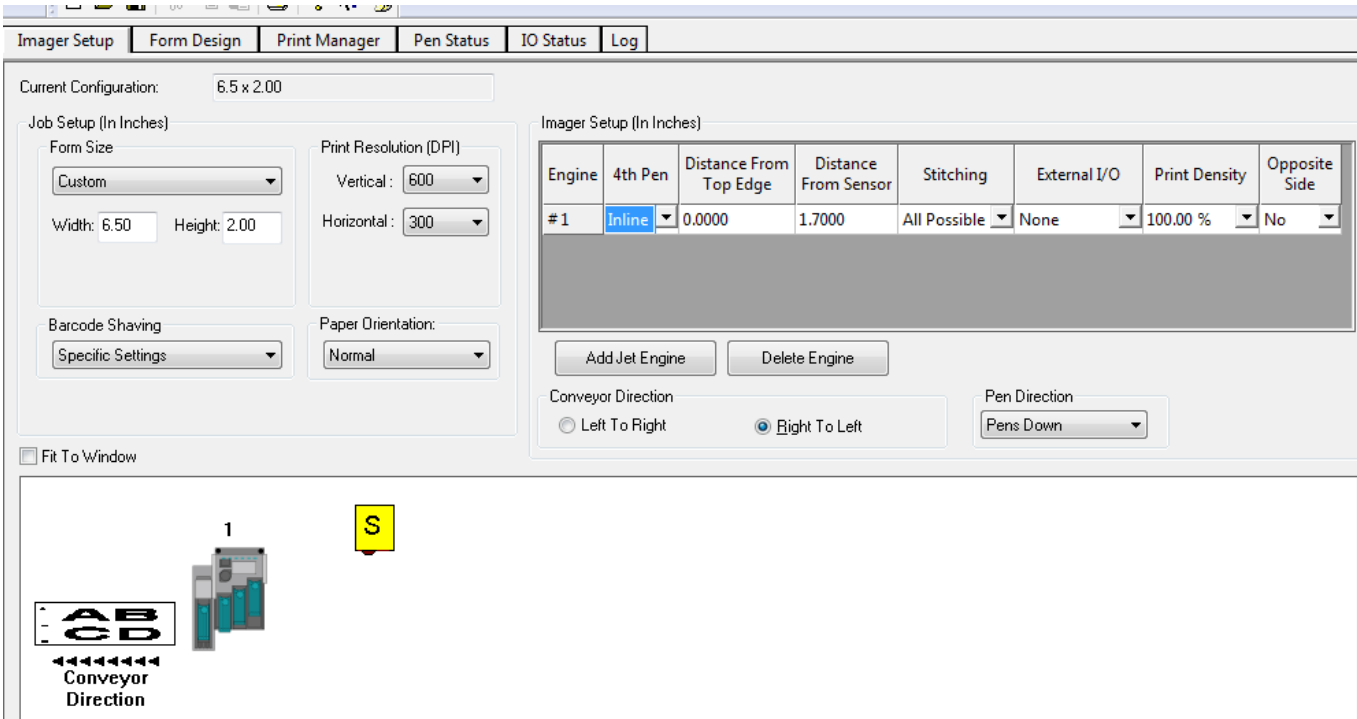 Imager Setup Form Design Print Manager Pen Status IO Status Log
Current Configuration: 6.5 x 2.00
Job Setup (In Inches)
Form Size
Custom
Width: 6.50 Height: 2.00
Print Resolution (DPI)
Vertical : 600
Horizontal : 300
Barcode Shaving
Specific Settings
Paper Orientation:
Normal
Imager Setup (In Inches)
Engine 4th Pen Distance From Top Edge Distance From Sensor Stitching External I/O Print Density Opposite Side
#1 Inline 0.0000 1.7000 All Possible None 100.00 % No
Add Jet Engine Delete Engine
Conveyor Direction
Left To Right Right To Left
Pen Direction
Pens Down
Fit To Window
1
S
AB
CD
Conveyor
Direction